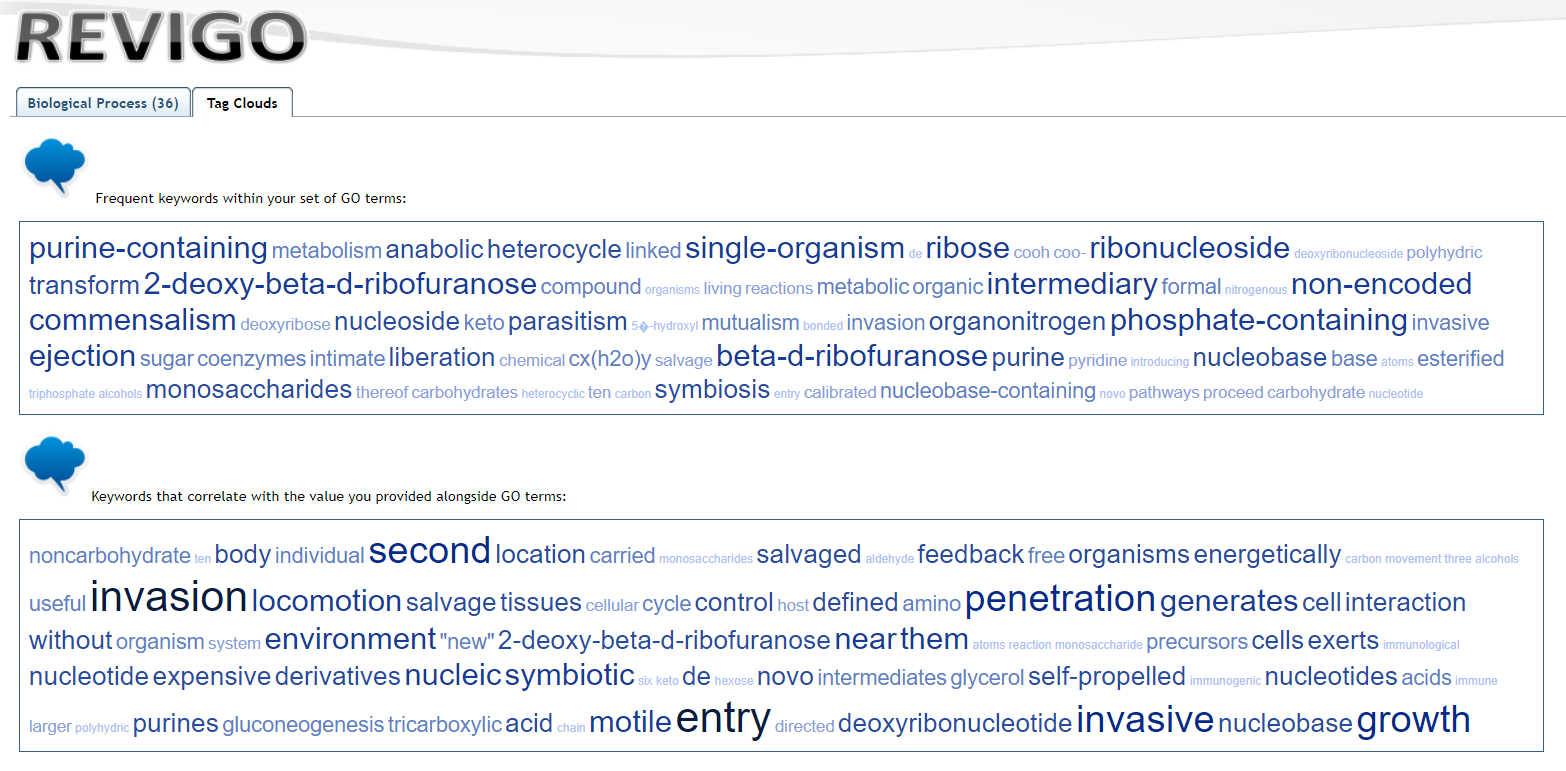 REVIGO
Biological Process (36) Tag Clouds
Frequent keywords within your set of GO terms:
purine-containing metabolism anabolic heterocycle linked single-organism de ribose cooh coo- ribonucleoside deoxyribonucleoside polyhydric
transform 2-deoxy-beta-d-ribofuranose compound organisms living reactions metabolic organic intermediary formal nitrogenous non-encoded
commensalism deoxyribose nucleoside keto parasitism 5�-hydroxyl mutualism bonded invasion organonitrogen phosphate-containing invasive
ejection sugar coenzymes intimate liberation chemical cx(h2o)y salvage beta-d-ribofuranose purine pyridine introducing nucleobase base atoms esterified
triphosphate alcohols monosaccharides thereof carbohydrates heterocyclic ten carbon symbiosis entry calibrated nucleobase-containing novo pathways proceed carbohydrate nucleotide
Keywords that correlate with the value you provided alongside GO terms:
noncarbohydrate ten body individual second location carried monosaccharides salvaged aldehyde feedback free organisms energetically carbon movement three alcohols
useful invasion locomotion salvage tissues cellular cycle control host defined amino penetration generates cell interaction
without organism system environment "new" 2-deoxy-beta-d-ribofuranose near them atoms reaction monosaccharide precursors cells exerts immunological
nucleotide expensive derivatives nucleic symbiotic six keto de hexose novo intermediates glycerol self-propelled immunogenic nucleotides acids immune
larger polyhydric purines gluconeogenesis tricarboxylic acid chain motile entry directed deoxyribonucleotide invasive nucleobase growth